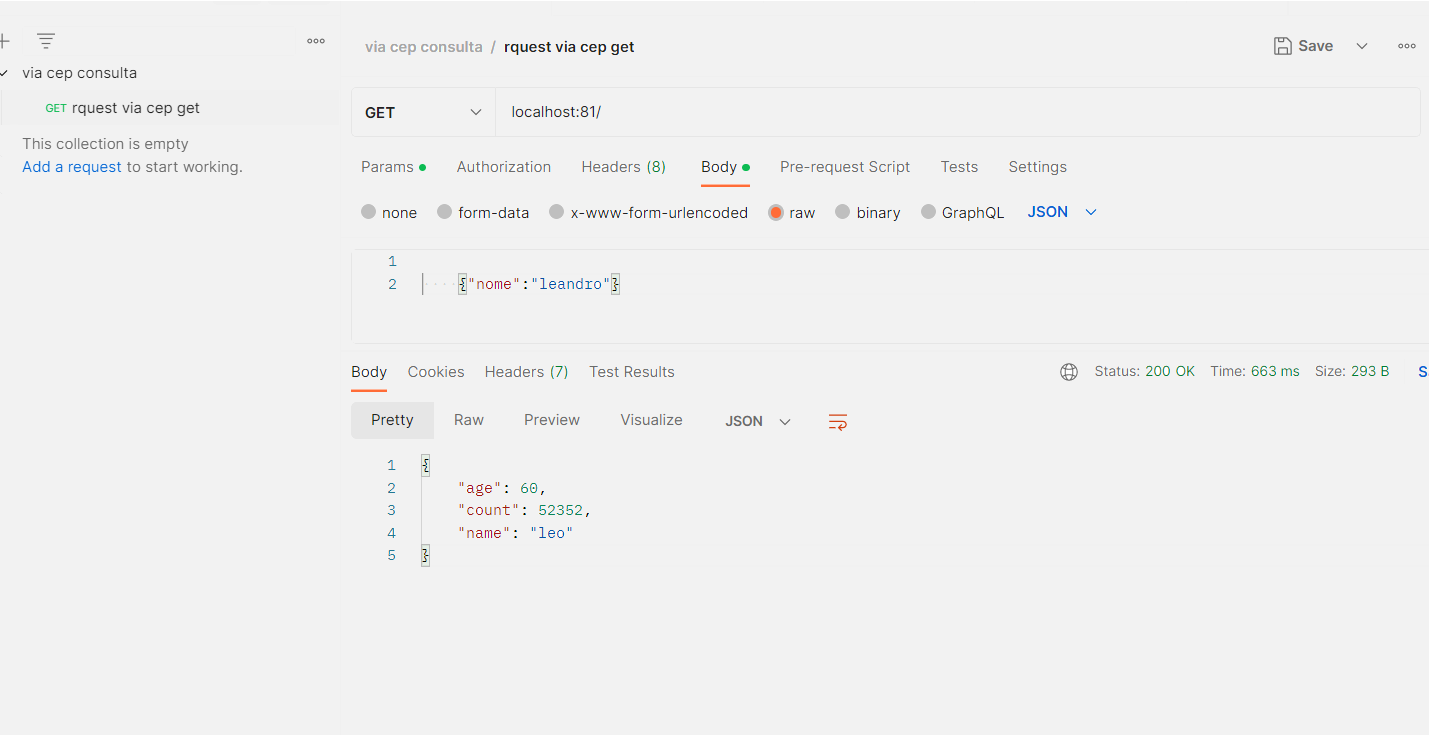 via cep consulta / rquest via cep get
Save
via cep consulta
GET rquest via cep get
This collection is empty
Add a request to start working.
GET
localhost:81/
Params Authorization Headers (8) Body Pre-request Script Tests Settings
none form-data x-www-form-urlencoded raw binary GraphQL JSON
1
2 {"nome":"leandro"}
Body Cookies Headers (7) Test Results
Status: 200 OK Time: 663 ms Size: 293 B
Pretty Raw Preview Visualize JSON
1 {
2 "age": 60,
3 "count": 52352,
4 "name": "leo"
5 }